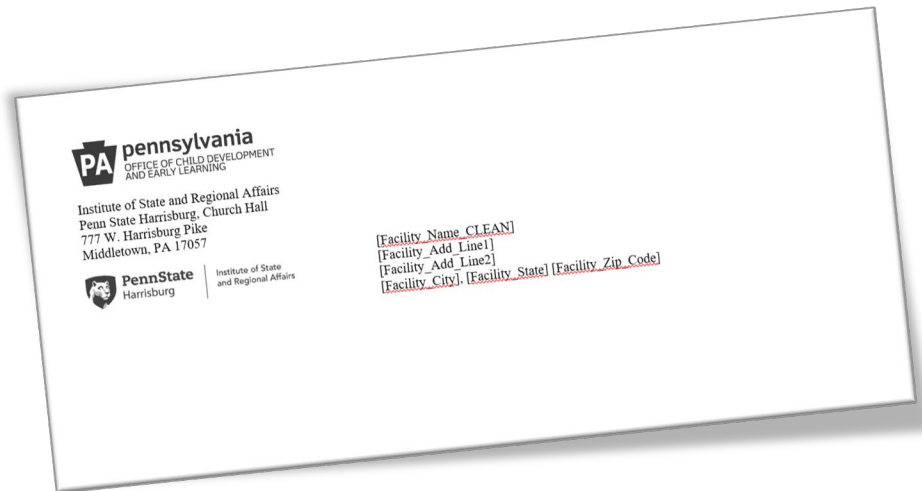 PA
pennsylvania
OFFICE OF CHILD DEVELOPMENT
AND EARLY LEARNING
Institute of State and Regional Affairs
Penn State Harrisburg, Church Hall
777 W. Harrisburg Pike
Middletown, PA 17057
PennState
Harrisburg
Institute of State
and Regional Affairs
[Facility_Name_CLEAN]
[Facility_Add_Line1]
[Facility_Add_Line2]
[Facility_City], [Facility_State] [Facility_Zip_Code]